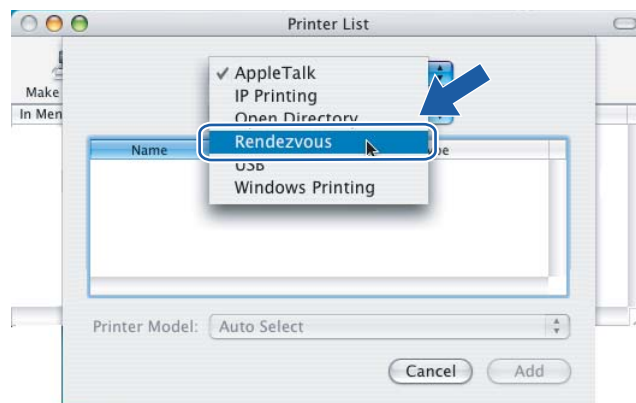 Printer List
AppleTalk
IP Printing
Open Directory
Rendezvous
USB
Windows Printing
Make
In Men
Name
Printer Model: Auto Select
Cancel Add